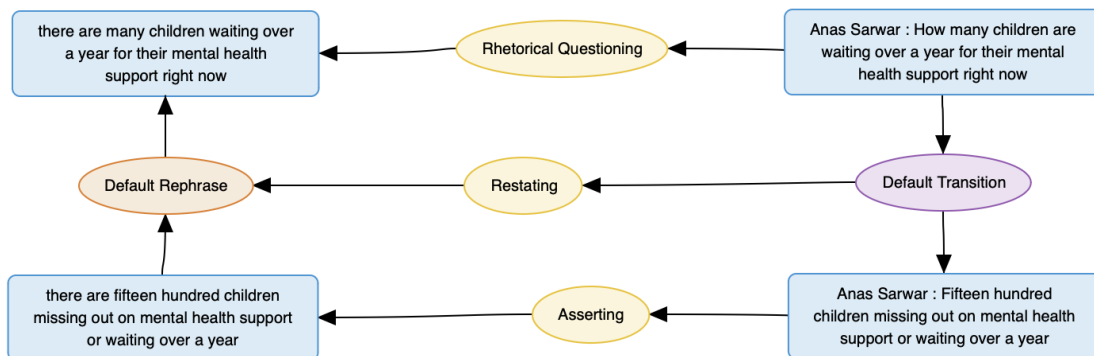 there are many children waiting over
a year for their mental health
support right now
Rhetorical Questioning
Anas Sarwar : How many children are
waiting over a year for their mental
health support right now
Default Rephrase
Restating
Default Transition
there are fifteen hundred children
missing out on mental health support
or waiting over a year
Asserting
Anas Sarwar : Fifteen hundred
children missing out on mental health
support or waiting over a year